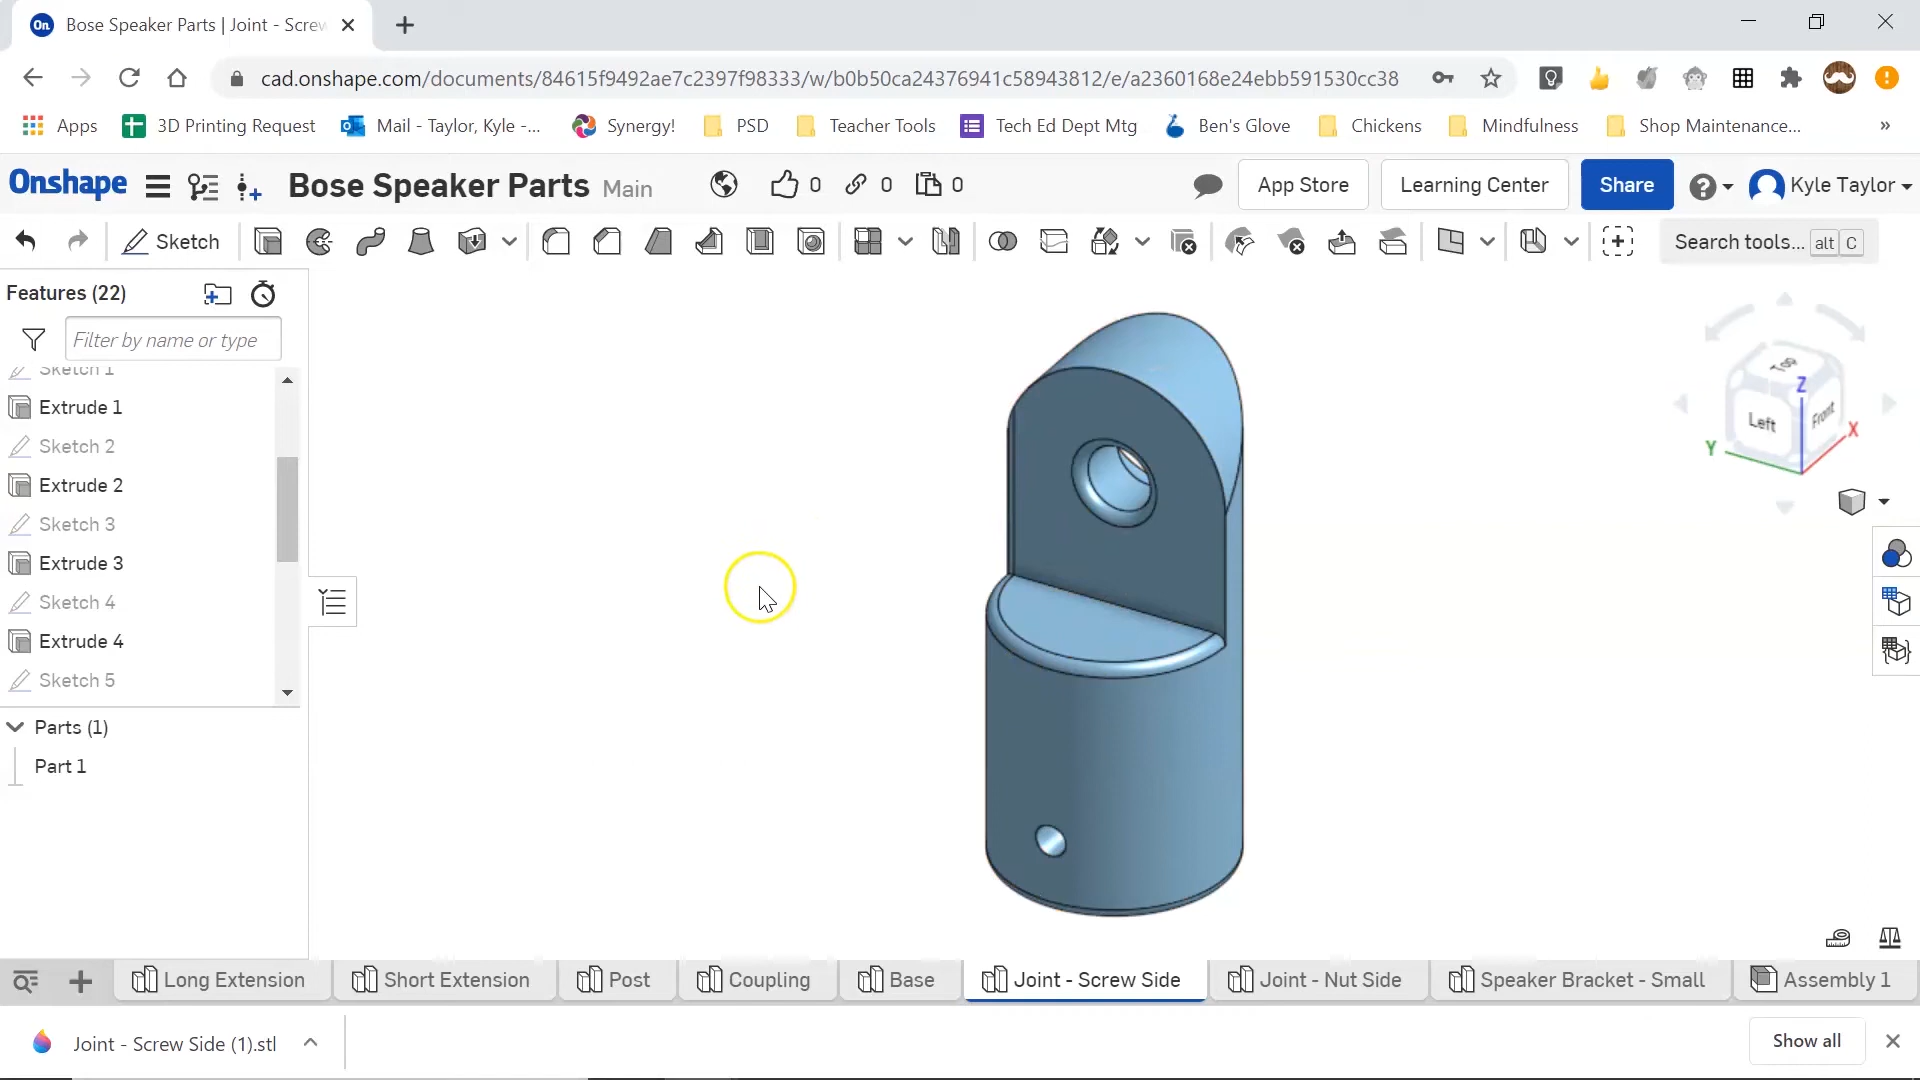 On Bose Speaker Parts | Joint - Screw
cad.onshape.com/documents/84615f9492ae7c2397f98333/w/b0b50ca24376941c58943812/e/a2360168e24ebb591530cc38
Apps 3D Printing Request Mail - Taylor, Kyle -... Synergy! PSD Teacher Tools Tech Ed Dept Mtg Ben's Glove Chickens Mindfulness Shop Maintenance... »
Onshape Bose Speaker Parts Main 0 0 0 App Store Learning Center Share Kyle Taylor
Sketch Search tools... alt C
Features (22)
Filter by name or type
Sketch 1
Extrude 1
Sketch 2
Extrude 2
Sketch 3
Extrude 3
Sketch 4
Extrude 4
Sketch 5
Parts (1)
Part 1
Top
Z
Left Front
X
Y
Long Extension Short Extension Post Coupling Base Joint - Screw Side Joint - Nut Side Speaker Bracket - Small Assembly 1
Joint - Screw Side (1).stl Show all